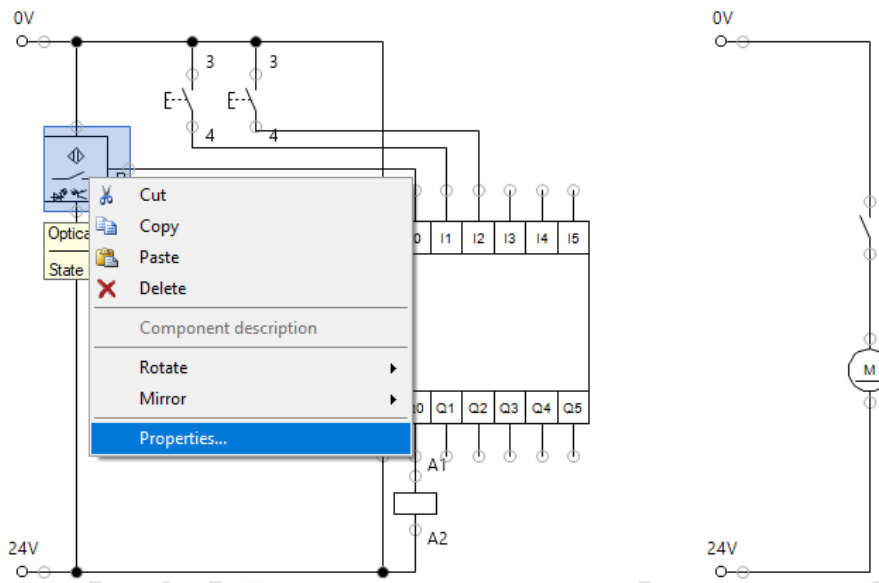 0V
0V
3
3
4
4
Optica
State
Cut
Copy
Paste
Delete
Component description
Rotate
Mirror
Properties...
I1 I2 I3 I4 I5
Q1 Q2 Q3 Q4 Q5
A1
A2
M
24V
24V